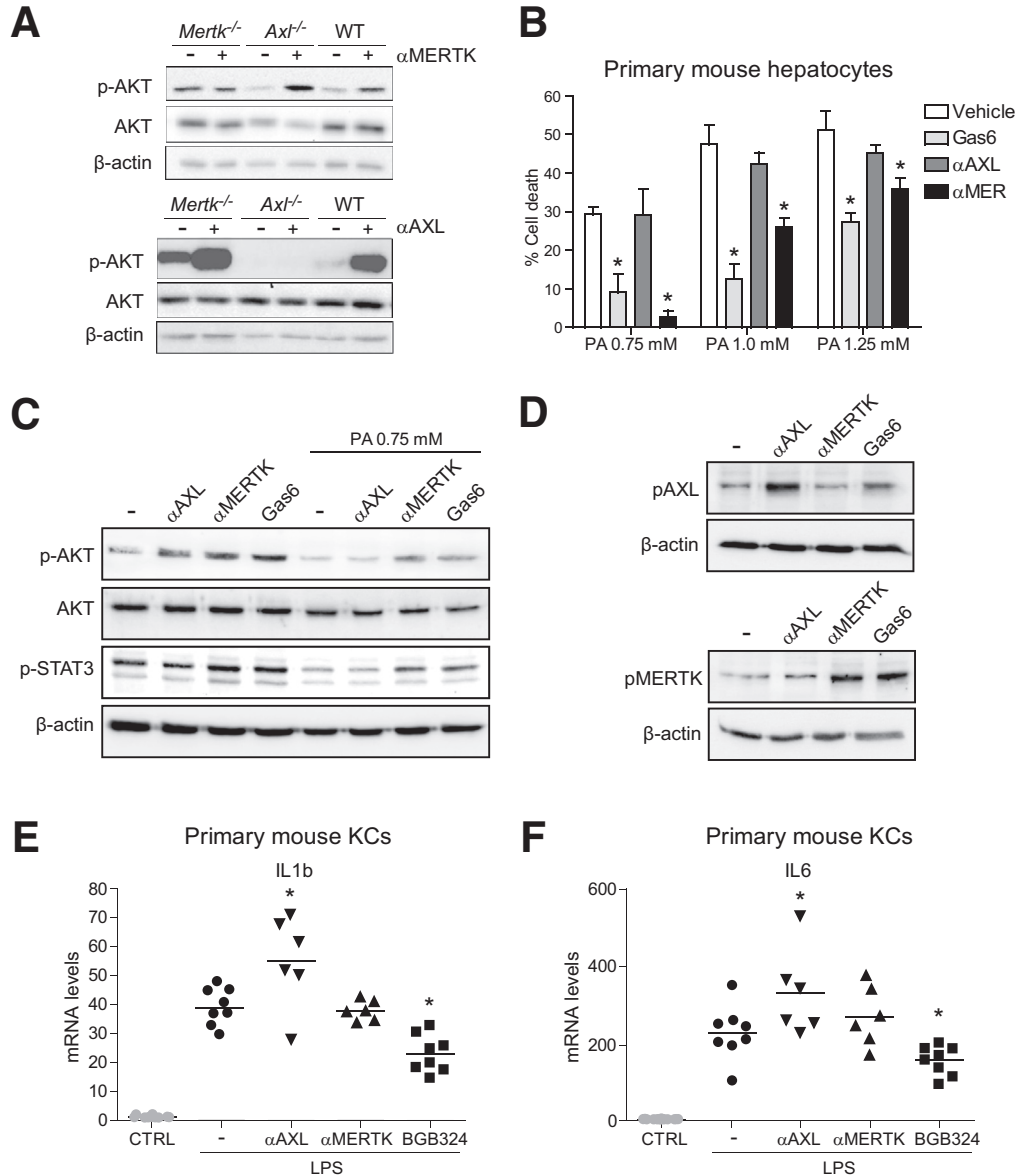 A
Mertk-/- Axl-/- WT
- + - + - + αMERTK
p-AKT
AKT
β-actin
Mertk-/- Axl-/- WT
- + - + - + αAXL
p-AKT
AKT
β-actin
B
Primary mouse hepatocytes
% Cell death
60
50
40
30
20
10
0
* * * * * *
PA 0.75 mM PA 1.0 mM PA 1.25 mM
Vehicle
Gas6
αAXL
αMER
C
PA 0.75 mM
- αAXL αMERTK Gas6 - αAXL αMERTK Gas6
p-AKT
AKT
p-STAT3
β-actin
D
- αAXL αMERTK Gas6
pAXL
β-actin
- αAXL αMERTK Gas6
pMERTK
β-actin
E
Primary mouse KCs
IL1b
mRNA levels
80
70
60
50
40
30
20
10
0
* *
CTRL - αAXL αMERTK BGB324
LPS
F
Primary mouse KCs
IL6
mRNA levels
600
400
200
0
* *
CTRL - αAXL αMERTK BGB324
LPS